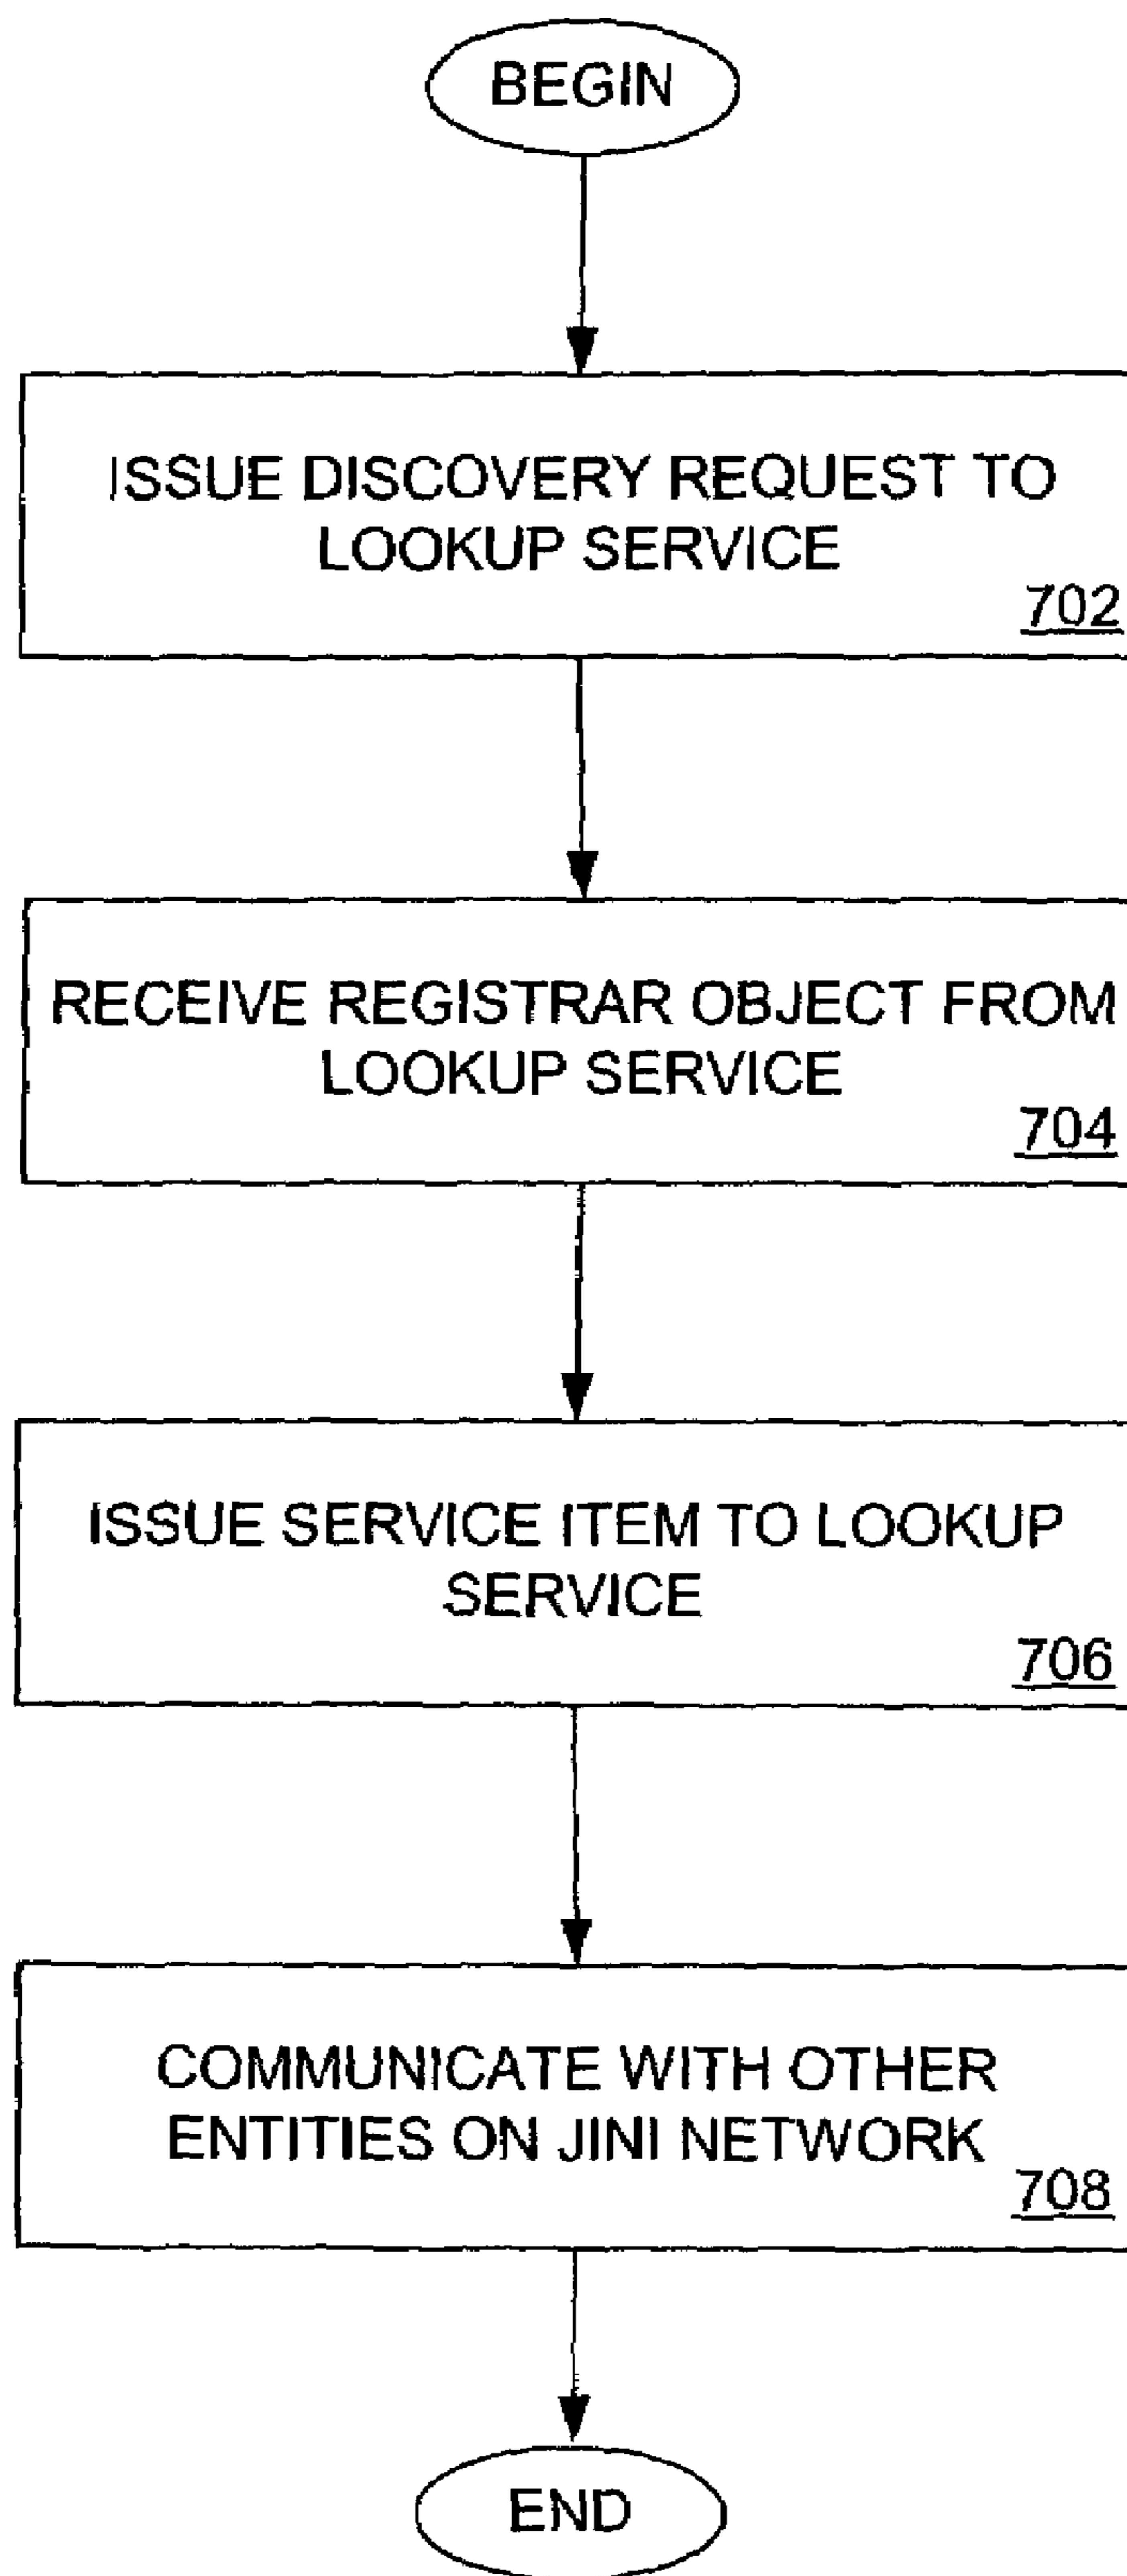 BEGIN
ISSUE DISCOVERY REQUEST TO
LOOKUP SERVICE
702
RECEIVE REGISTRAR OBJECT FROM
LOOKUP SERVICE
704
ISSUE SERVICE ITEM TO LOOKUP
SERVICE
706
COMMUNICATE WITH OTHER
ENTITIES ON JINI NETWORK
708
END